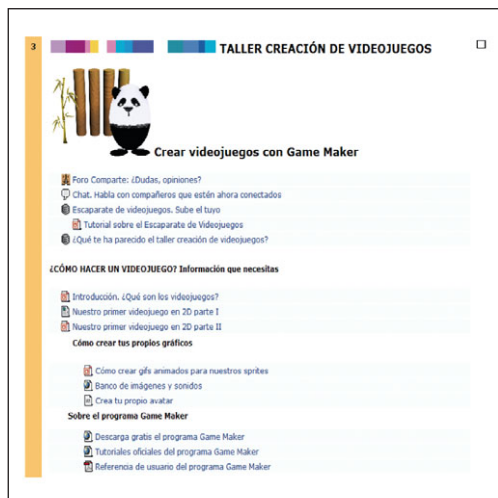 3
TALLER CREACIÓN DE VIDEOJUEGOS
Crear videojuegos con Game Maker
Foro Comparte: ¿Dudas, opiniones?
Chat. Habla con compañeros que estén ahora conectados
Escaparate de videojuegos. Sube el tuyo
Tutorial sobre el Escaparate de Videojuegos
¿Qué te ha parecido el taller creación de videojuegos?
¿CÓMO HACER UN VIDEOJUEGO? Información que necesitas
Introducción. ¿Qué son los videojuegos?
Nuestro primer videojuego en 2D parte I
Nuestro primer videojuego en 2D parte II
Cómo crear tus propios gráficos
Cómo crear gifs animados para nuestros sprites
Banco de imágenes y sonidos
Crea tu propio avatar
Sobre el programa Game Maker
Descarga gratis el programa Game Maker
Tutoriales oficiales del programa Game Maker
Referencia de usuario del programa Game Maker